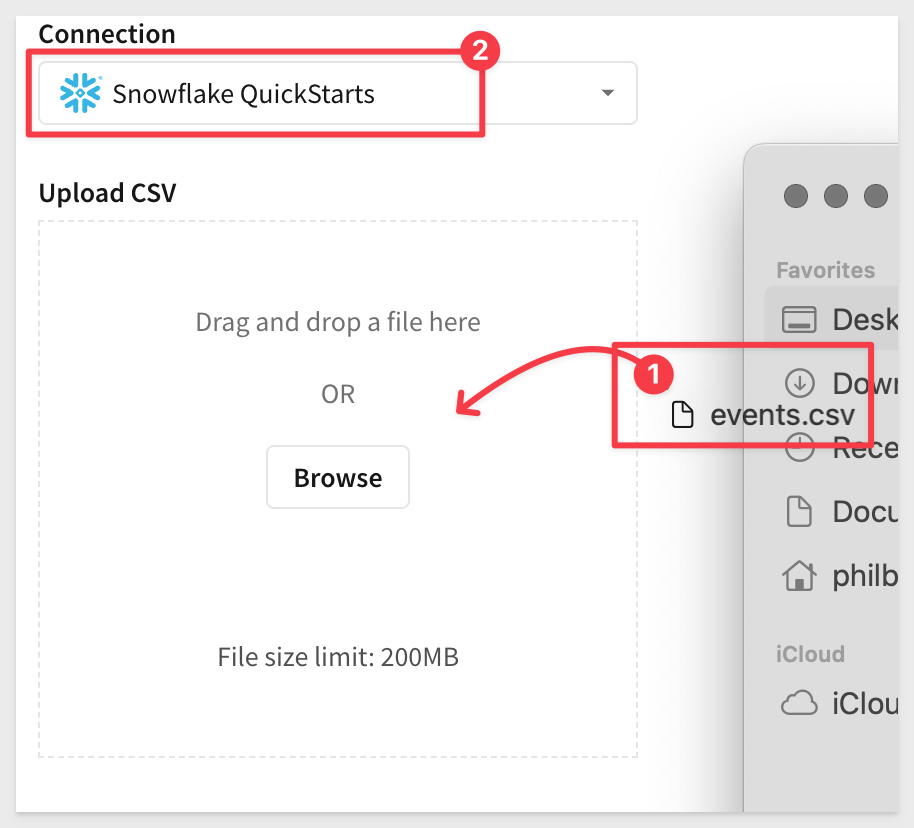 Connection
2
Snowflake QuickStarts
Upload CSV
Drag and drop a file here
OR
Browse
File size limit: 200MB
Favorites
Desk
1
Down
events.csv
Rece
Docu
philb
iCloud
iClou